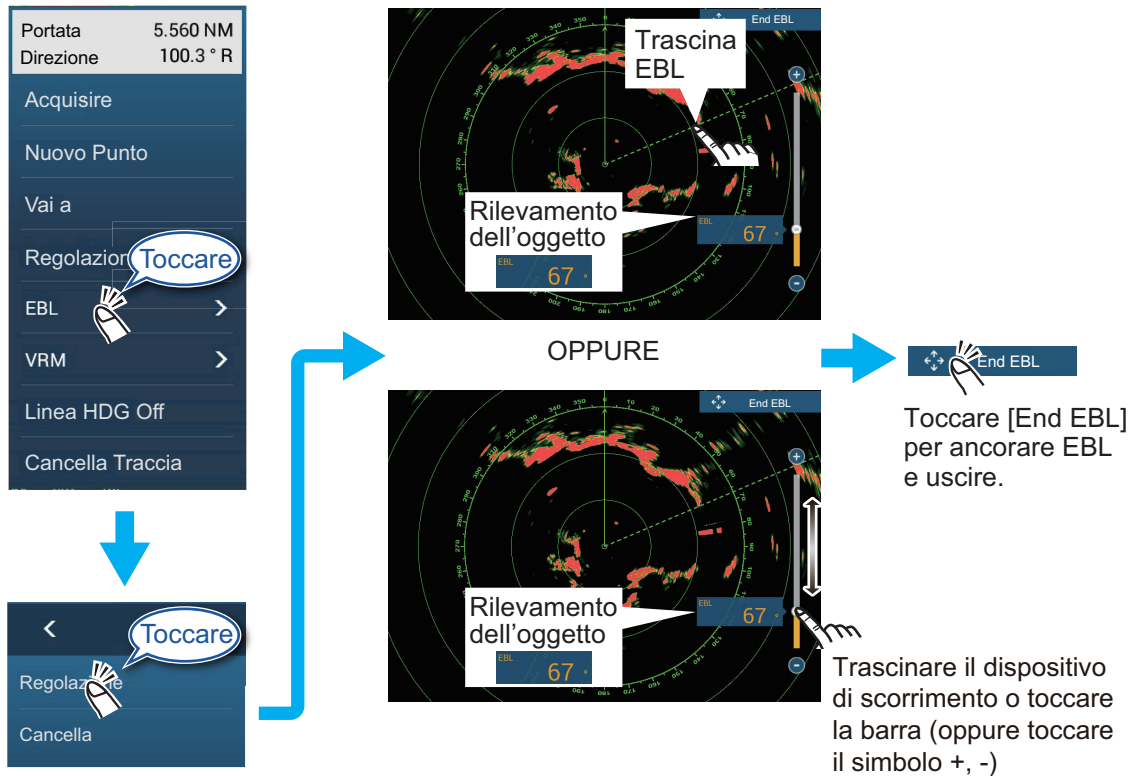 Portata 5.560 NM
Direzione 100.3 ° R
Acquisire
Nuovo Punto
Vai a
Regolazion
Toccare
EBL >
VRM >
Linea HDG Off
Cancella Traccia
<
Toccare
Regolazione
Cancella
End EBL
Trascina
EBL
Rilevamento
dell'oggetto
EBL
67 °
EBL
67 °
+
-
OPPURE
End EBL
Rilevamento
dell'oggetto
EBL
67 °
EBL
67 °
+
-
Trascinare il dispositivo
di scorrimento o toccare
la barra (oppure toccare
il simbolo +, -)
End EBL
Toccare [End EBL]
per ancorare EBL
e uscire.